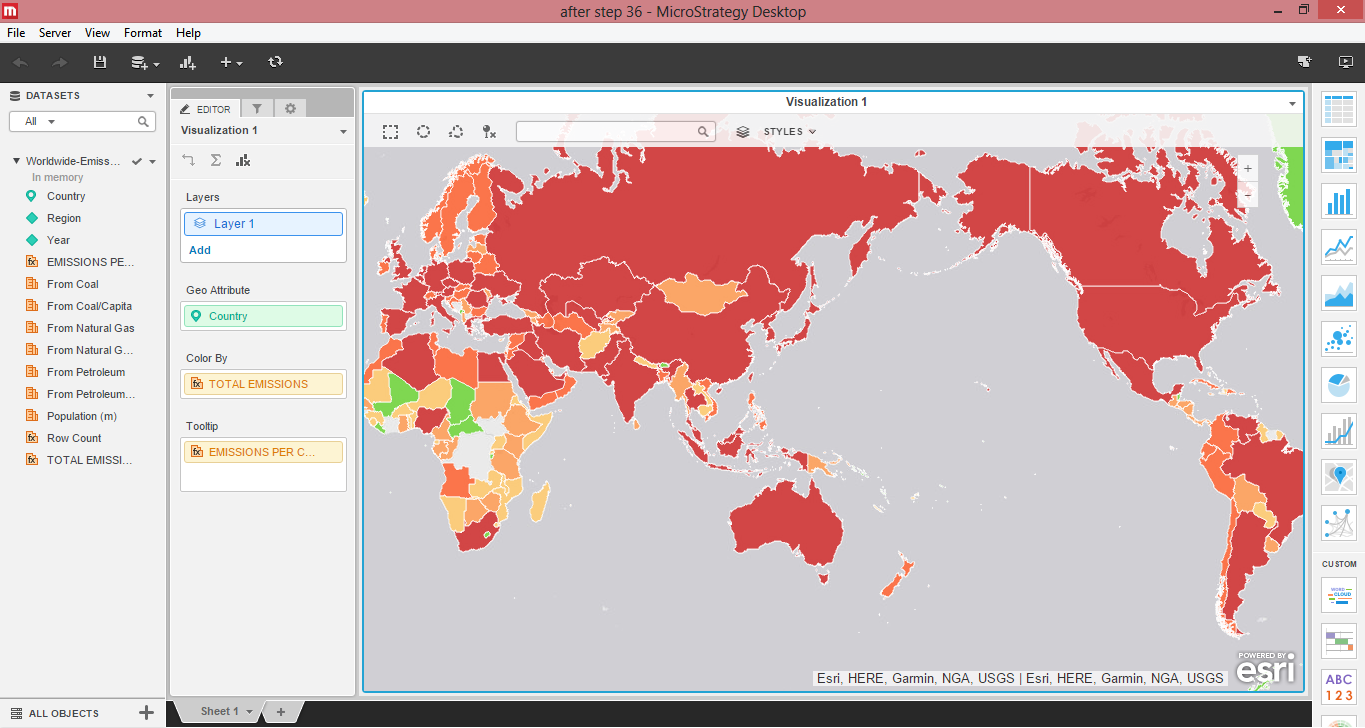 m
after step 36 - MicroStrategy Desktop
File Server View Format Help
DATASETS
All
Worldwide-Emiss...
In memory
Country
Region
Year
EMISSIONS PE...
From Coal
From Coal/Capita
From Natural Gas
From Natural G...
From Petroleum
From Petroleum...
Population (m)
Row Count
TOTAL EMISSI...
ALL OBJECTS
EDITOR
Visualization 1
Layers
Layer 1
Add
Geo Attribute
Country
Color By
TOTAL EMISSIONS
Tooltip
EMISSIONS PER C...
Visualization 1
STYLES
POWERED BY
esri
Esri, HERE, Garmin, NGA, USGS | Esri, HERE, Garmin, NGA, USGS
Sheet 1
CUSTOM
WORD
CLOUD
ABC
123